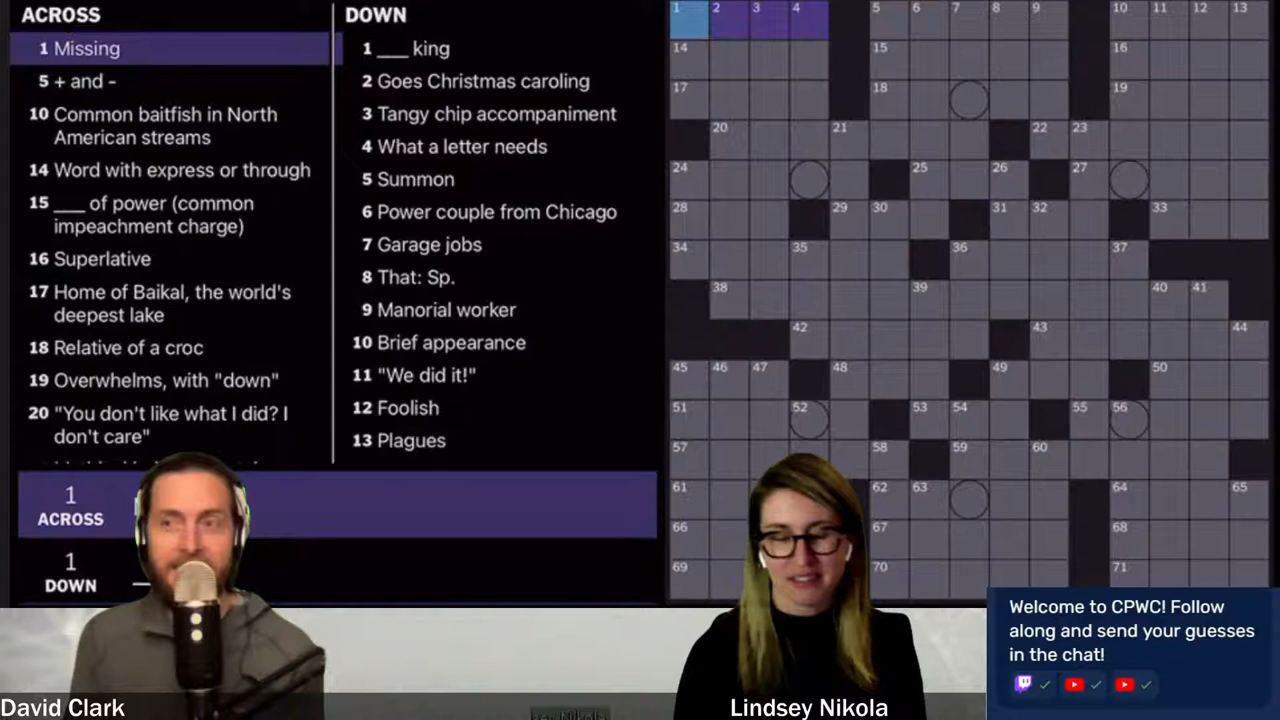 ACROSS
1 Missing
5 + and -
10 Common baitfish in North
American streams
14 Word with express or through
15 ___ of power (common
impeachment charge)
16 Superlative
17 Home of Baikal, the world's
deepest lake
18 Relative of a croc
19 Overwhelms, with "down"
20 "You don't like what I did? I
don't care"
DOWN
1 ___ king
2 Goes Christmas caroling
3 Tangy chip accompaniment
4 What a letter needs
5 Summon
6 Power couple from Chicago
7 Garage jobs
8 That: Sp.
9 Manorial worker
10 Brief appearance
11 "We did it!"
12 Foolish
13 Plagues
1
ACROSS
1
DOWN
1 2 3 4 5 6 7 8 9 10 11 12 13
14 15 16
17 18 19
20 21 22 23
24 25 26 27
28 29 30 31 32 33
34 35 36 37
38 39 40 41
42 43 44
45 46 47 48 49 50
51 52 53 54 55 56
57 58 59 60
61 62 63 64 65
66 67 68
69 70 71
Welcome to CPWC! Follow
along and send your guesses
in the chat!
David Clark
Lindsey Nikola